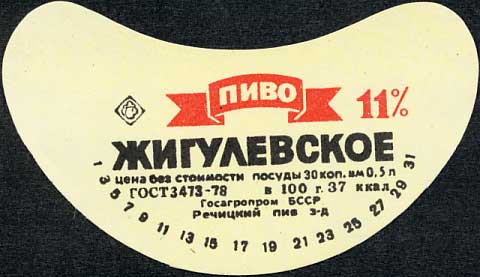 ПИВО
11%
ЖИГУЛЕВСКОЕ
цена без стоимости посуды 30 коп. вм 0,5 л
ГОСТ 3473-78 в 100 г. 37 ккал
Госагропром БССР
Речицкий пив з-д
1 3 5 7 9 11 13 15 17 19 21 23 25 27 29 31